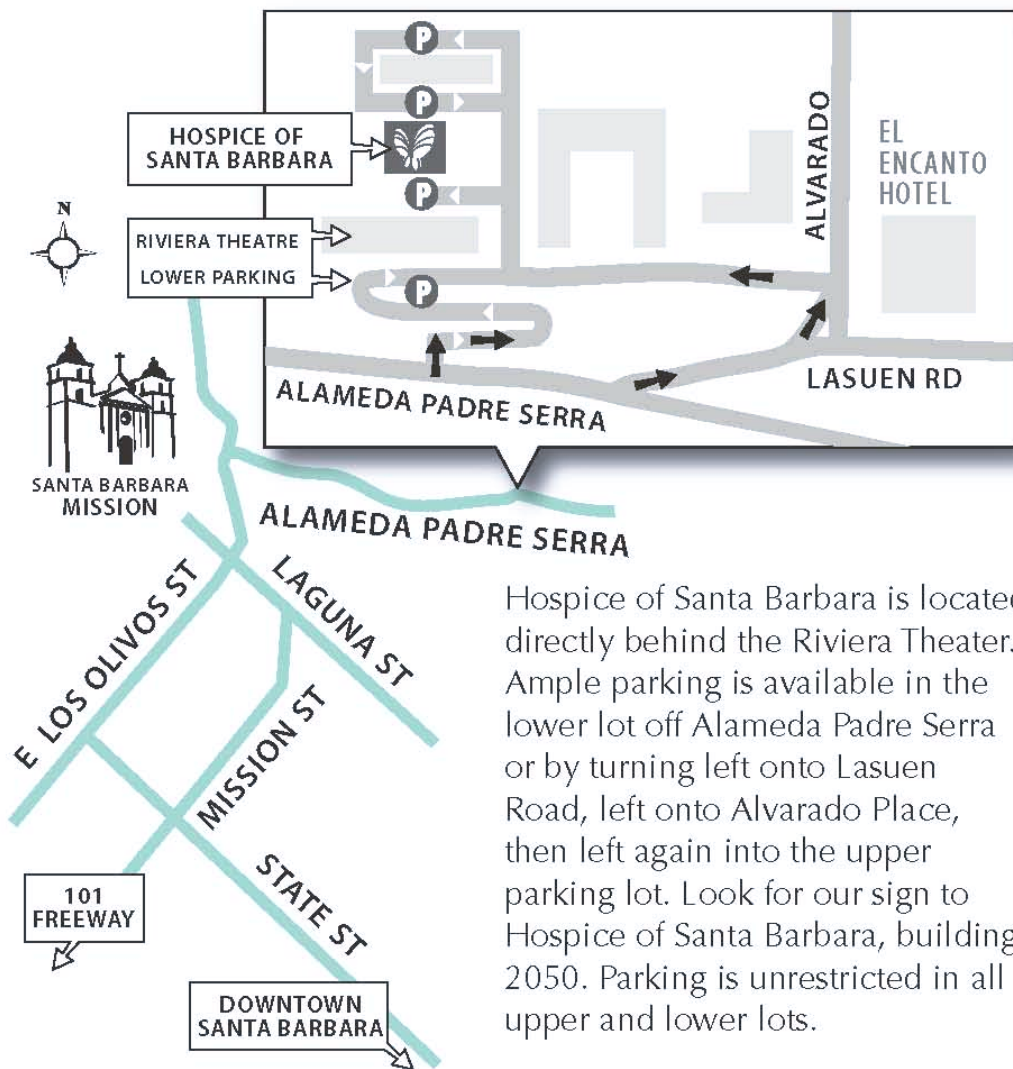 P
P
HOSPICE OF
SANTA BARBARA
P
N
RIVIERA THEATRE
LOWER PARKING
P
ALVARADO
EL
ENCANTO
HOTEL
LASUEN RD
ALAMEDA PADRE SERRA
SANTA BARBARA
MISSION
ALAMEDA PADRE SERRA
E LOS OLIVOS ST
LAGUNA ST
MISSION ST
STATE ST
101
FREEWAY
DOWNTOWN
SANTA BARBARA
Hospice of Santa Barbara is located
directly behind the Riviera Theater.
Ample parking is available in the
lower lot off Alameda Padre Serra
or by turning left onto Lasuen
Road, left onto Alvarado Place,
then left again into the upper
parking lot. Look for our sign to
Hospice of Santa Barbara, building
2050. Parking is unrestricted in all
upper and lower lots.